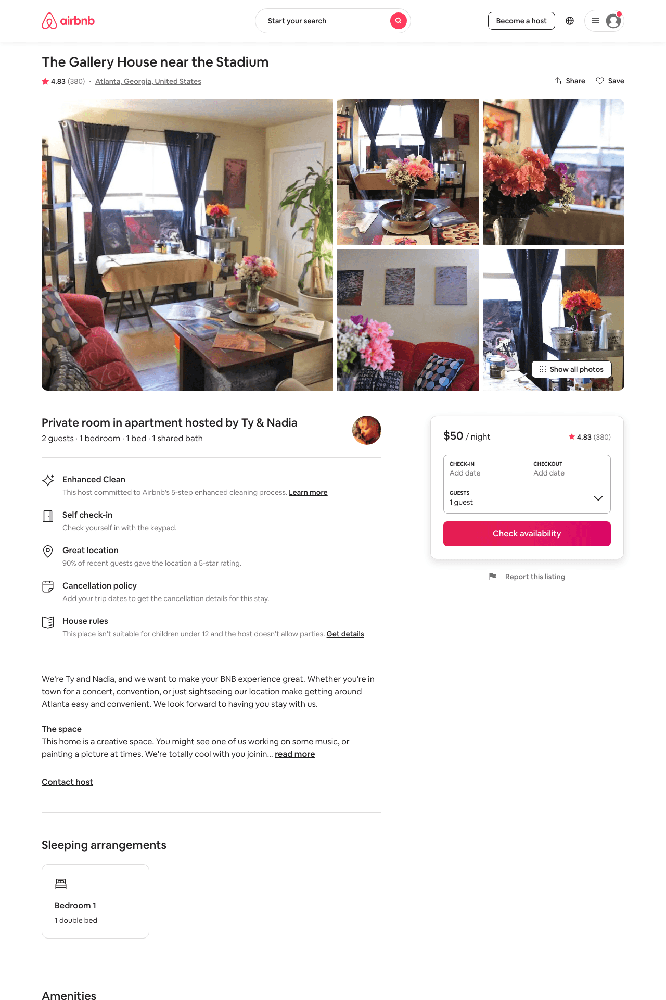 airbnb
Start your search
Become a host
The Gallery House near the Stadium
4.83 (380) · Atlanta, Georgia, United States
Share
Save
Show all photos
Private room in apartment hosted by Ty & Nadia
2 guests · 1 bedroom · 1 bed · 1 shared bath
Enhanced Clean
This host committed to Airbnb's 5-step enhanced cleaning process. Learn more
Self check-in
Check yourself in with the keypad.
Great location
90% of recent guests gave the location a 5-star rating.
Cancellation policy
Add your trip dates to get the cancellation details for this stay.
House rules
This place isn't suitable for children under 12 and the host doesn't allow parties. Get details
$50 / night
4.83 (380)
CHECK-IN
Add date
CHECKOUT
Add date
GUESTS
1 guest
Check availability
Report this listing
We're Ty and Nadia, and we want to make your BNB experience great. Whether you're in
town for a concert, convention, or just sightseeing our location make getting around
Atlanta easy and convenient. We look forward to having you stay with us.
The space
This home is a creative space. You might see one of us working on some music, or
painting a picture at times. We're totally cool with you joinin... read more
Contact host
Sleeping arrangements
Bedroom 1
1 double bed
Amenities